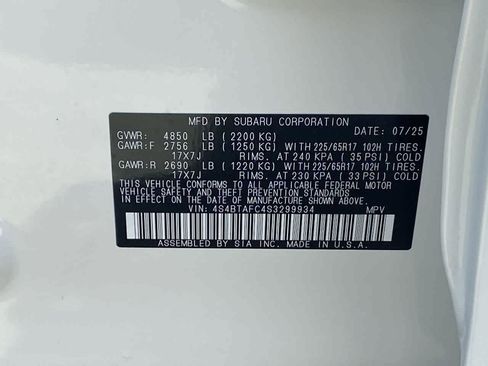 MFD BY SUBARU CORPORATION
DATE: 07/25
GVWR: 4850 LB (2200 KG)
GAWR:F 2756 LB (1250 KG) WITH 225/65R17 102H TIRES.
17X7J RIMS. AT 240 KPA (35 PSI) COLD
GAWR:R 2690 LB (1220 KG) WITH 225/65R17 102H TIRES.
17X7J RIMS. AT 230 KPA (33 PSI) COLD
THIS VEHICLE CONFORMS TO ALL APPLICABLE FEDERAL MOTOR
VEHICLE SAFETY, BUMPER, AND THEFT PREVENTION STANDARDS IN
EFFECT ON THE DATE OF MANUFACTURE SHOWN ABOVE.
VIN: 4S4BTAFC4S3299934 MPV
ASSEMBLED BY SIA INC. MADE IN U.S.A.